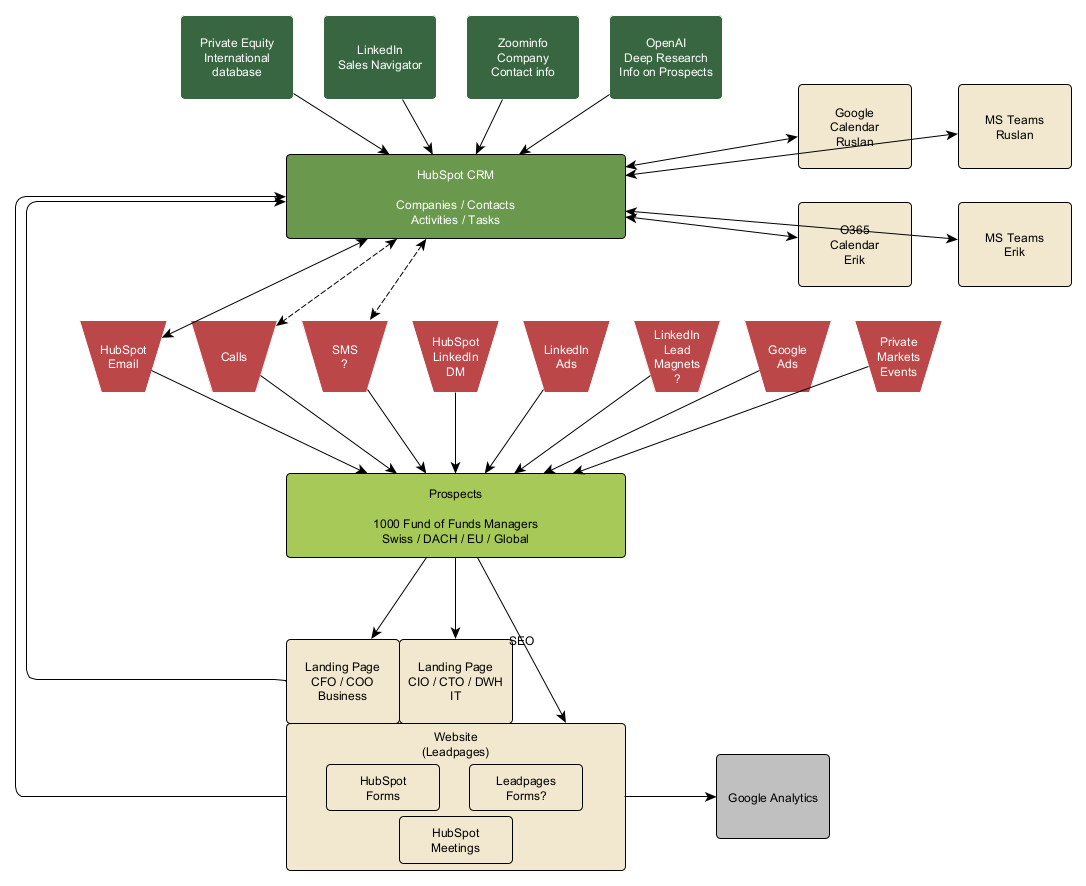 Private Equity
International
database
LinkedIn
Sales Navigator
Zoominfo
Company
Contact info
OpenAI
Deep Research
Info on Prospects
Google
Calendar
Ruslan
MS Teams
Ruslan
HubSpot CRM
Companies / Contacts
Activities / Tasks
O365
Calendar
Erik
MS Teams
Erik
HubSpot
Email
Calls
SMS
?
HubSpot
LinkedIn
DM
LinkedIn
Ads
LinkedIn
Lead
Magnets
?
Google
Ads
Private
Markets
Events
Prospects
1000 Fund of Funds Managers
Swiss / DACH / EU / Global
SEO
Landing Page
CFO / COO
Business
Landing Page
CIO / CTO / DWH
IT
Website
(Leadpages)
HubSpot
Forms
Leadpages
Forms?
HubSpot
Meetings
Google Analytics